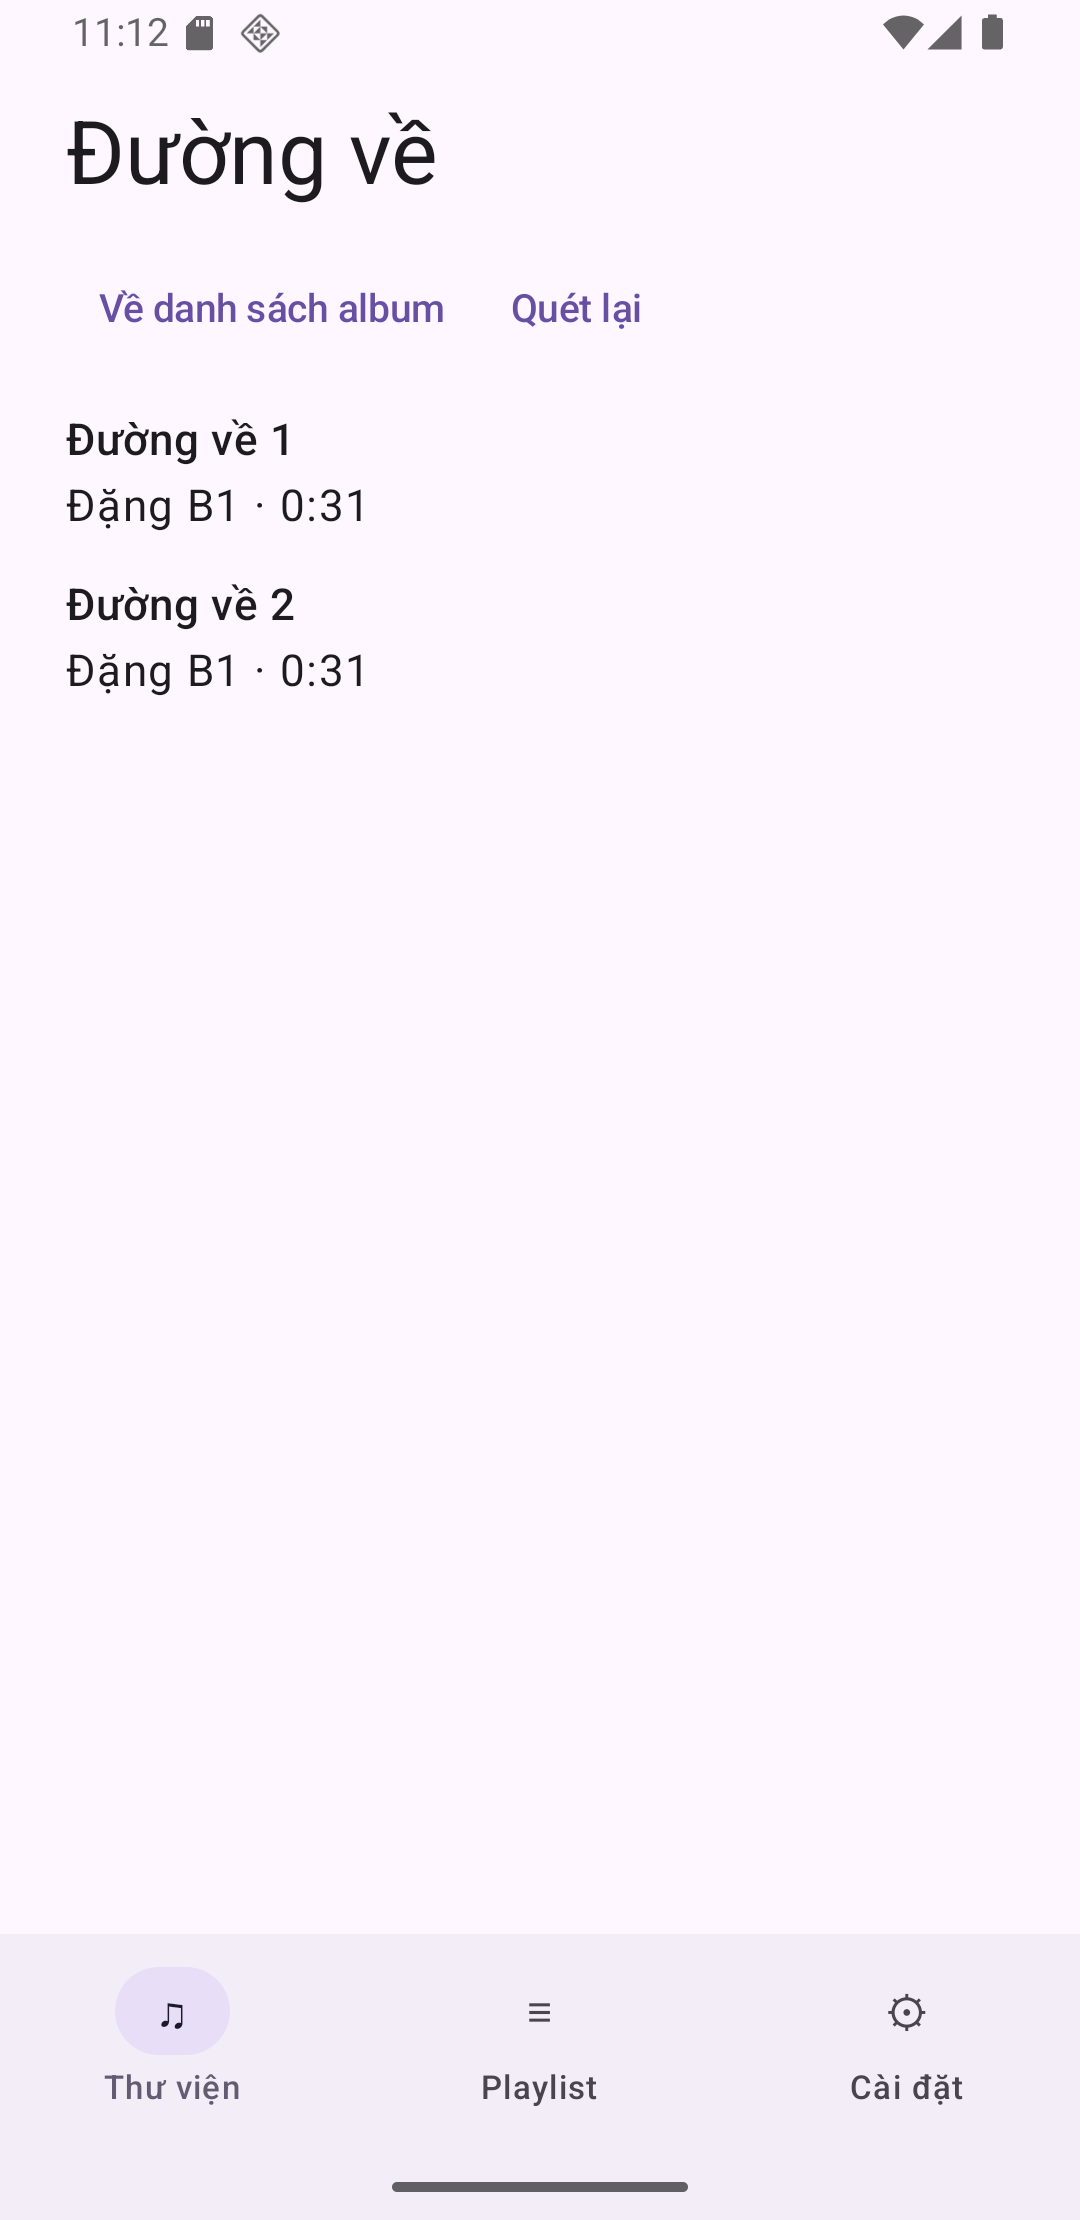 11:12
Đường về
Về danh sách album Quét lại
Đường về 1
Đặng B1 · 0:31
Đường về 2
Đặng B1 · 0:31
Thư viện Playlist Cài đặt